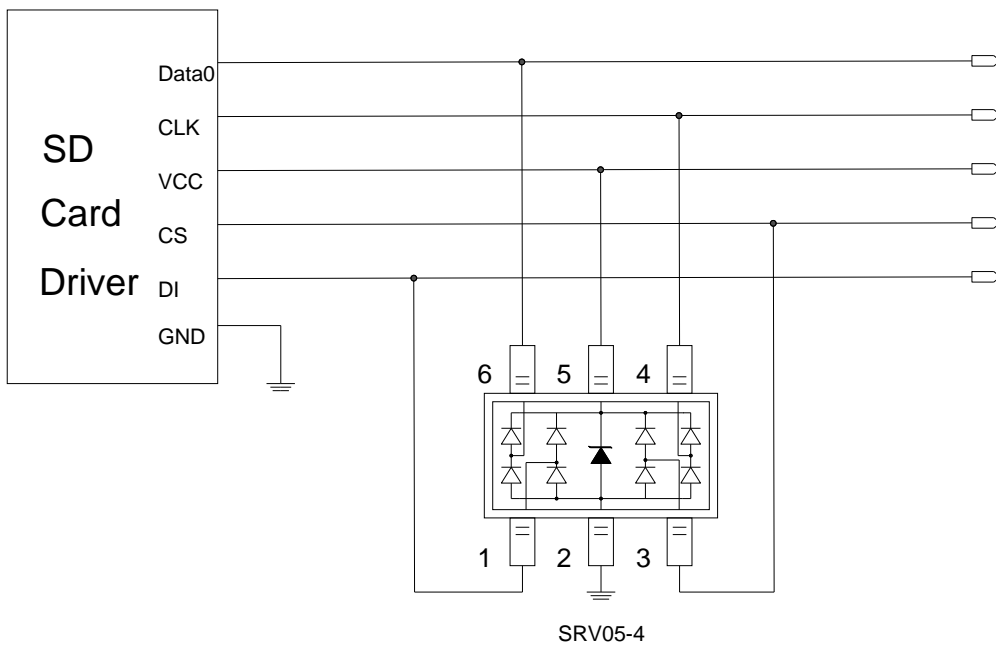 Data0
CLK
SD
VCC
Card
CS
Driver
DI
GND
6 5 4
1 2 3
SRV05-4